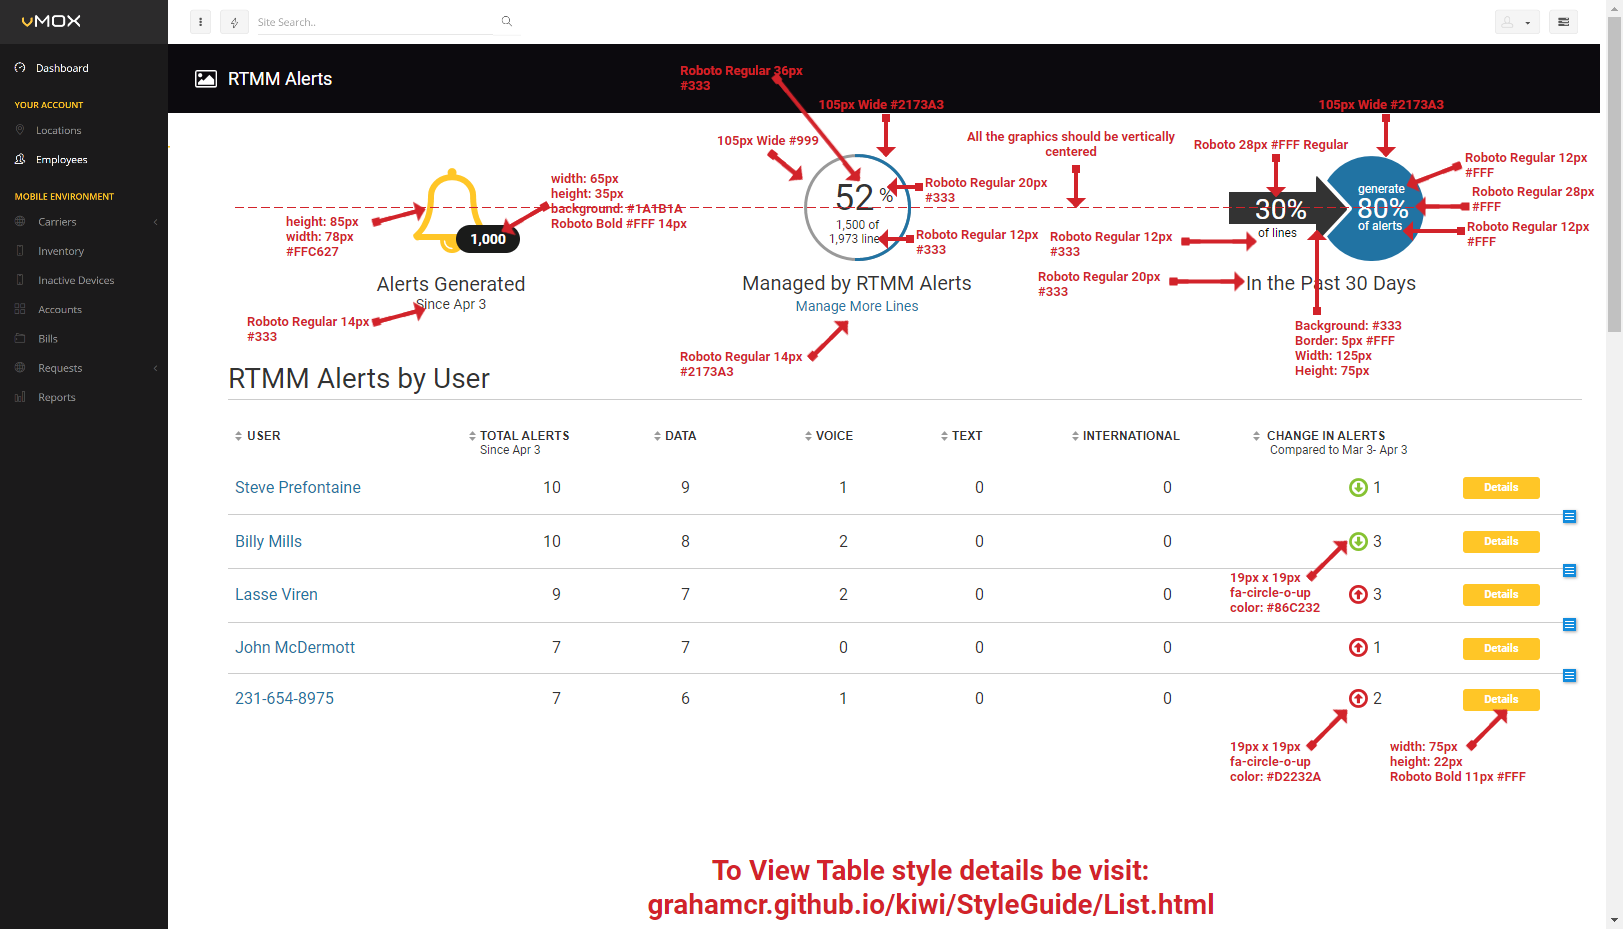 vMOX
Site Search..
Dashboard
YOUR ACCOUNT
Locations
Employees
MOBILE ENVIRONMENT
Carriers
Inventory
Inactive Devices
Accounts
Bills
Requests
Reports
RTMM Alerts
Roboto Regular 36px
#333
105px Wide #2173A3
105px Wide #2173A3
105px Wide #999
All the graphics should be vertically
centered
Roboto 28px #FFF Regular
Roboto Regular 12px
#FFF
width: 65px
height: 35px
background: #1A1B1A
Roboto Bold #FFF 14px
height: 85px
width: 78px
#FFC627
1,000
52 %
1,500 of
1,973 line
Roboto Regular 20px
#333
Roboto Regular 12px
#333
Roboto Regular 12px
#333
30%
of lines
generate
80%
of alerts
Roboto Regular 28px
#FFF
Roboto Regular 12px
#FFF
Alerts Generated
Since Apr 3
Roboto Regular 14px
#333
Managed by RTMM Alerts
Manage More Lines
Roboto Regular 14px
#2173A3
Roboto Regular 20px
#333
In the Past 30 Days
Background: #333
Border: 5px #FFF
Width: 125px
Height: 75px
RTMM Alerts by User
USER TOTAL ALERTS DATA VOICE TEXT INTERNATIONAL CHANGE IN ALERTS
Since Apr 3 Compared to Mar 3- Apr 3
Steve Prefontaine 10 9 1 0 0 1 Details
Billy Mills 10 8 2 0 0 3 Details
19px x 19px
fa-circle-o-up
color: #86C232
Lasse Viren 9 7 2 0 0 3 Details
John McDermott 7 7 0 0 0 1 Details
231-654-8975 7 6 1 0 0 2 Details
19px x 19px
fa-circle-o-up
color: #D2232A
width: 75px
height: 22px
Roboto Bold 11px #FFF
To View Table style details be visit:
grahamcr.github.io/kiwi/StyleGuide/List.html